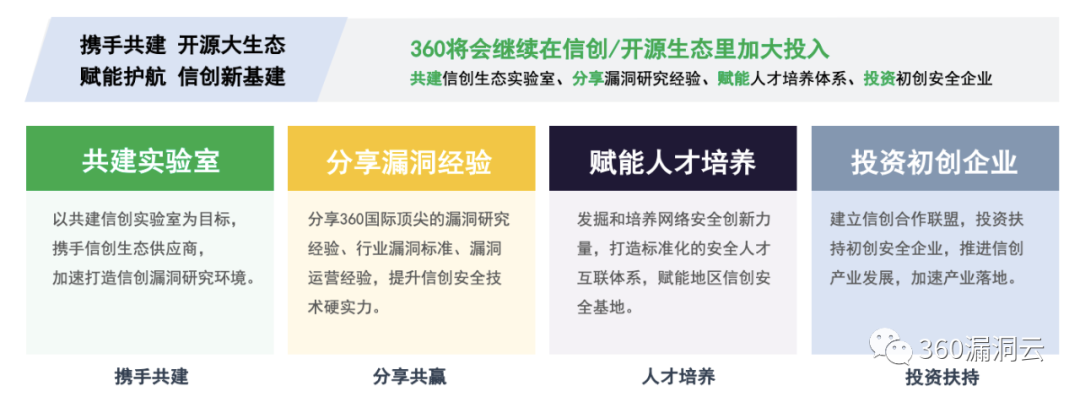 携手共建 开源大生态
赋能护航 信创新基建
360将会继续在信创/开源生态里加大投入
共建信创生态实验室、分享漏洞研究经验、赋能人才培养体系、投资初创安全企业
共建实验室
以共建信创实验室为目标，
携手信创生态供应商，
加速打造信创漏洞研究环境。
携手共建
分享漏洞经验
分享360国际顶尖的漏洞研究
经验、行业漏洞标准、漏洞
运营经验，提升信创安全技
术硬实力。
分享共赢
赋能人才培养
发掘和培养网络安全创新力
量，打造标准化的安全人才
互联体系，赋能地区信创安
全基地。
人才培养
投资初创企业
建立信创合作联盟，投资扶
持初创安全企业，推进信创
产业发展，加速产业落地。
投资扶持
360漏洞云